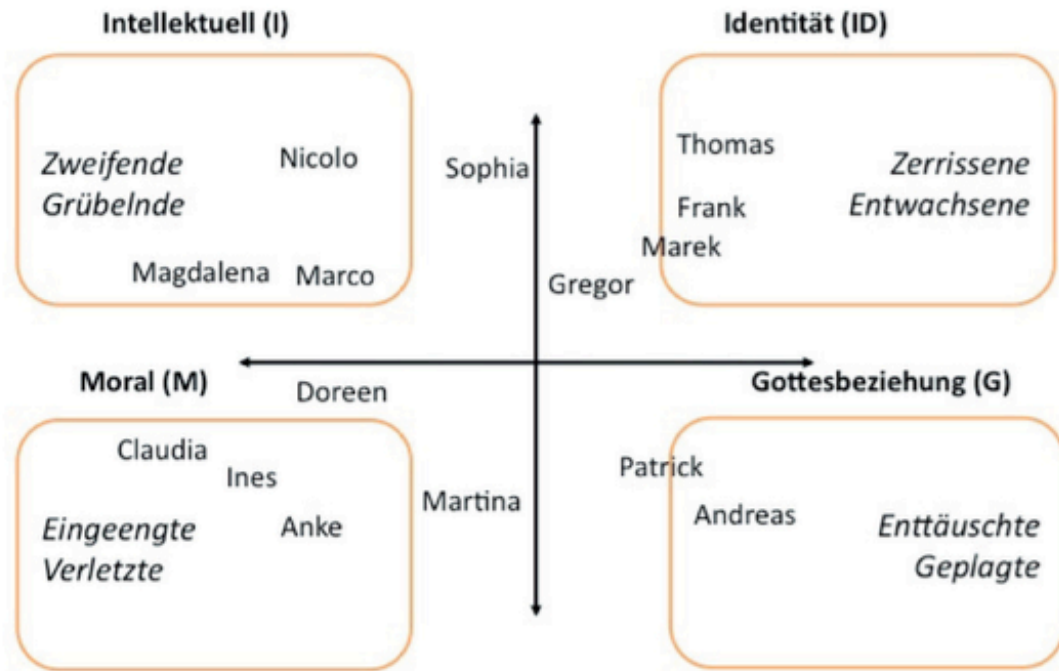 Intellektuell (I)
Identität (ID)
Zweifende
Grübelnde
Nicolo
Magdalena
Marco
Sophia
Gregor
Thomas
Frank
Marek
Zerrissene
Entwachsene
Moral (M)
Doreen
Gottesbeziehung (G)
Claudia
Ines
Anke
Eingeengte
Verletzte
Martina
Patrick
Andreas
Enttäuschte
Geplagte